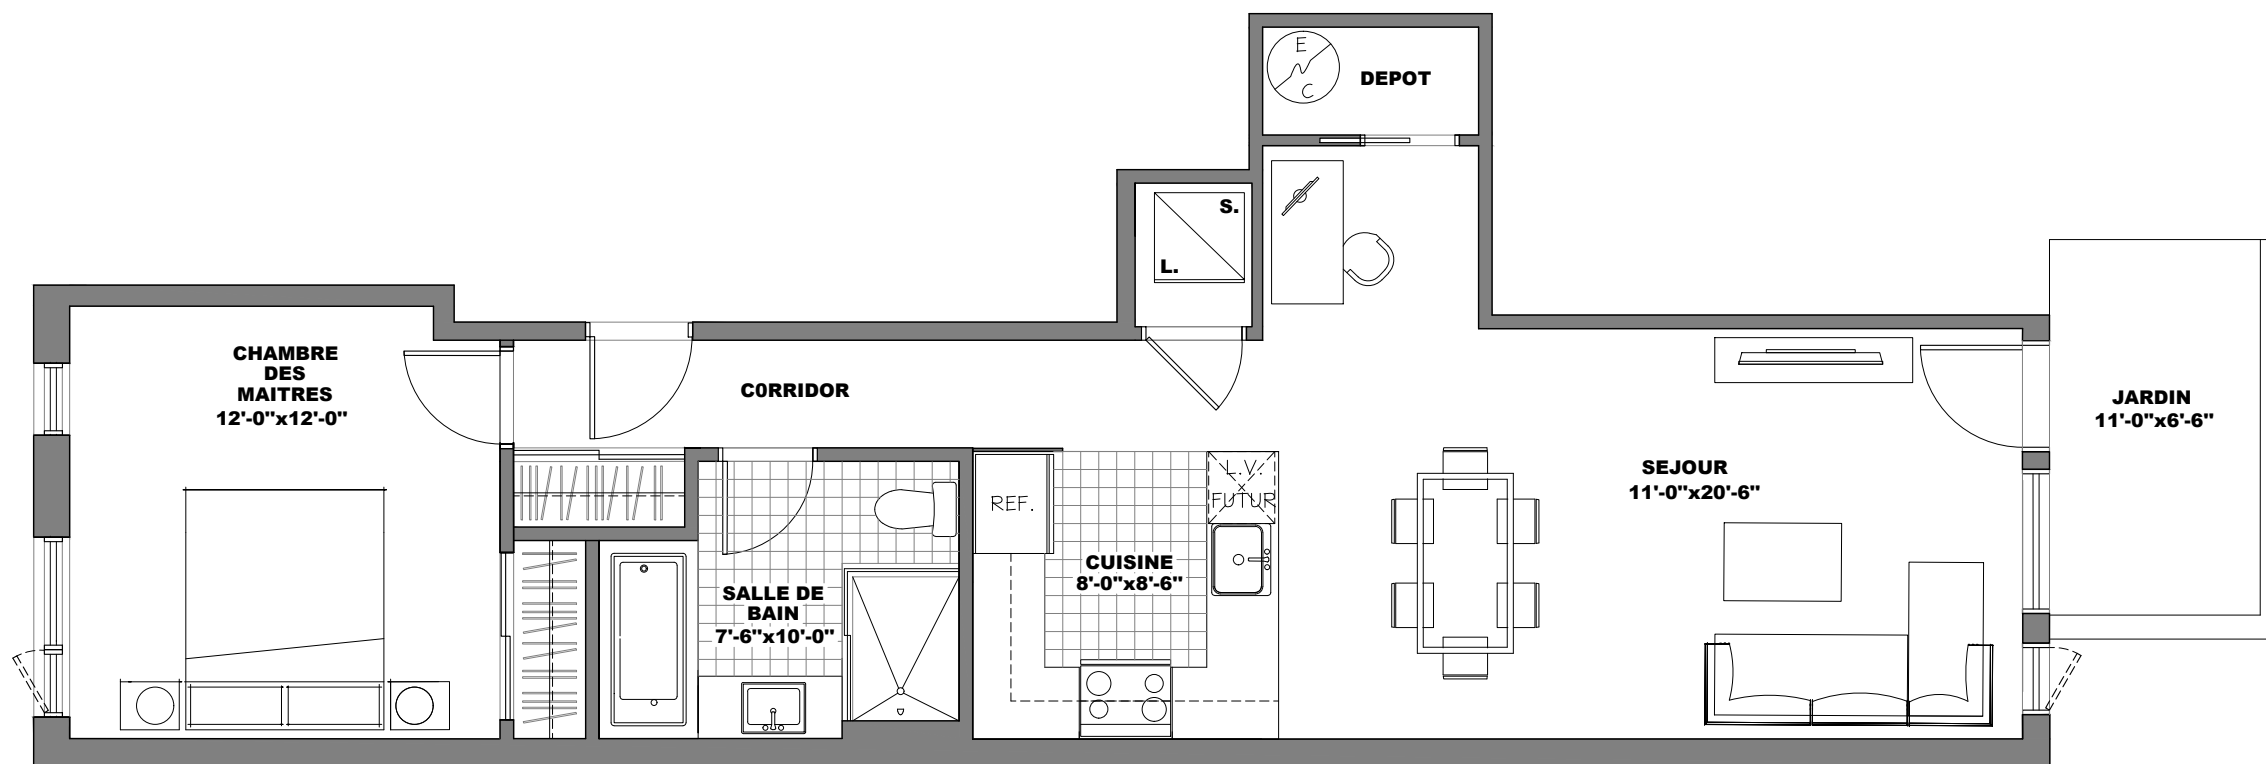 E
C
DEPOT
S.
L.
CHAMBRE
DES
MAITRES
12'-0"x12'-0"
C0RRIDOR
JARDIN
11'-0"x6'-6"
REF.
L.V.
FUTUR
SEJOUR
11'-0"x20'-6"
CUISINE
8'-0"x8'-6"
SALLE DE
BAIN
7'-6"x10'-0"